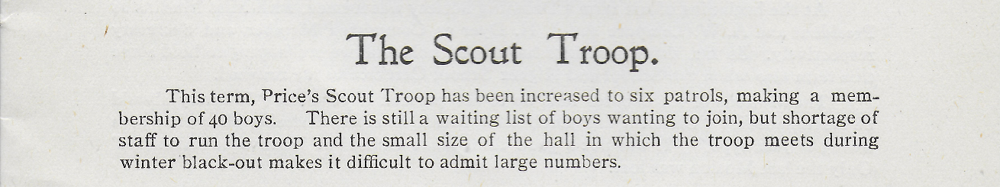 The Scout Troop.
This term, Price's Scout Troop has been increased to six patrols, making a mem-
bership of 40 boys. There is still a waiting list of boys wanting to join, but shortage of
staff to run the troop and the small size of the hall in which the troop meets during
winter black-out makes it difficult to admit large numbers.